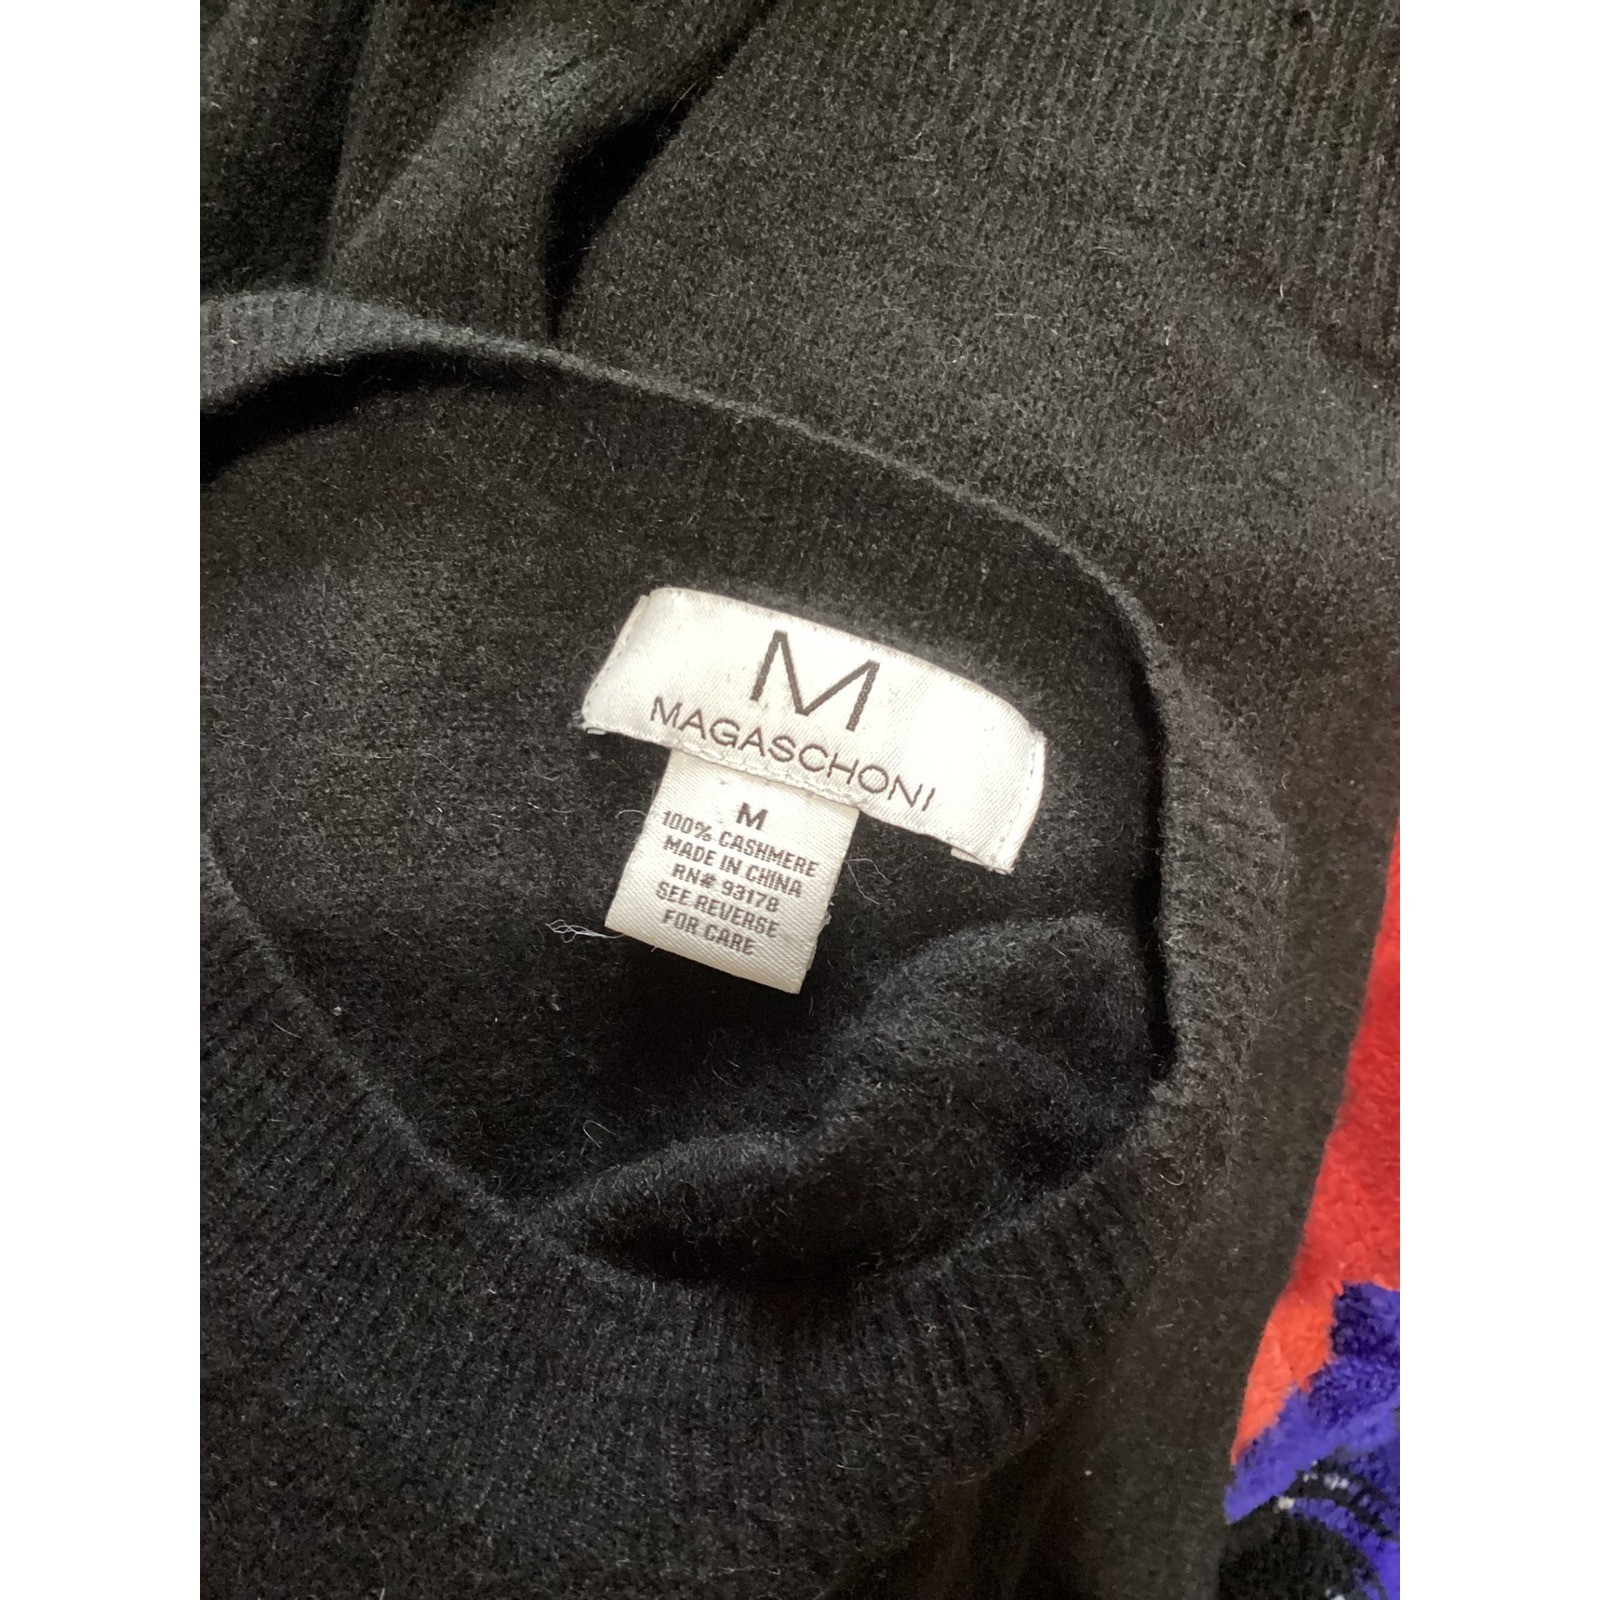 M
MAGASCHONI
M
100% CASHMERE
MADE IN CHINA
RN# 93178
SEE REVERSE
FOR CARE